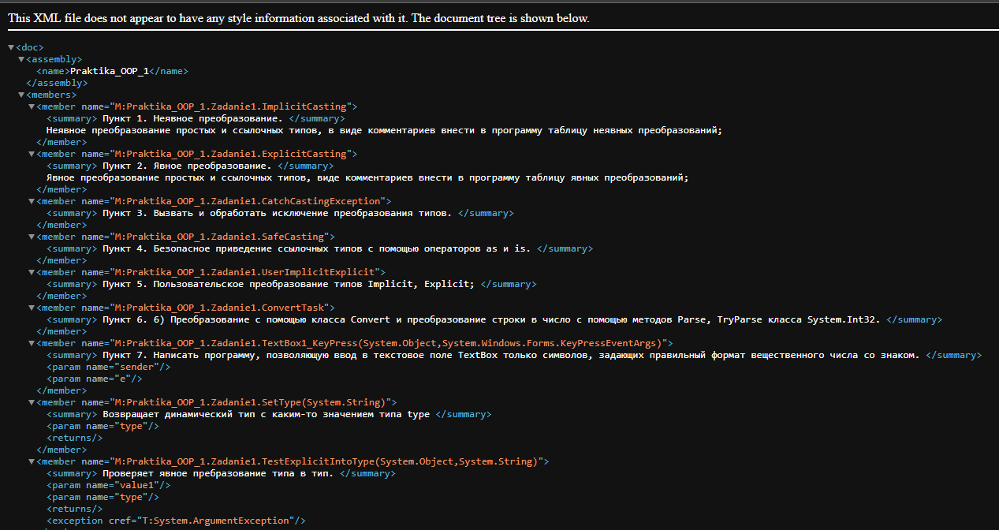 This XML file does not appear to have any style information associated with it. The document tree is shown below.
▼<doc>
▼<assembly>
<name>Praktika_OOP_1</name>
</assembly>
▼<members>
▼<member name="M:Praktika_OOP_1.Zadanie1.ImplicitCasting">
<summary> Пункт 1. Неявное преобразование. </summary>
Неявное преобразование простых и ссылочных типов, в виде комментариев внести в программу таблицу неявных преобразований;
</member>
▼<member name="M:Praktika_OOP_1.Zadanie1.ExplicitCasting">
<summary> Пункт 2. Явное преобразование. </summary>
Явное преобразование простых и ссылочных типов, виде комментариев внести в программу таблицу явных преобразований;
</member>
▼<member name="M:Praktika_OOP_1.Zadanie1.CatchCastingException">
<summary> Пункт 3. Вызвать и обработать исключение преобразования типов. </summary>
</member>
▼<member name="M:Praktika_OOP_1.Zadanie1.SafeCasting">
<summary> Пункт 4. Безопасное приведение ссылочных типов с помощью операторов as и is. </summary>
</member>
▼<member name="M:Praktika_OOP_1.Zadanie1.UserImplicitExplicit">
<summary> Пункт 5. Пользовательское преобразование типов Implicit, Explicit; </summary>
</member>
▼<member name="M:Praktika_OOP_1.Zadanie1.ConvertTask">
<summary> Пункт 6. 6) Преобразование с помощью класса Convert и преобразование строки в число с помощью методов Parse, TryParse класса System.Int32. </summary>
</member>
▼<member name="M:Praktika_OOP_1.Zadanie1.TextBox1_KeyPress(System.Object,System.Windows.Forms.KeyPressEventArgs)">
<summary> Пункт 7. Написать программу, позволяющую ввод в текстовое поле TextBox только символов, задающих правильный формат вещественного числа со знаком. </summary>
<param name="sender"/>
<param name="e"/>
</member>
▼<member name="M:Praktika_OOP_1.Zadanie1.SetType(System.String)">
<summary> Возвращает динамический тип с каким-то значением типа type </summary>
<param name="type"/>
<returns/>
</member>
▼<member name="M:Praktika_OOP_1.Zadanie1.TestExplicitIntoType(System.Object,System.String)">
<summary> Проверяет явное пребразование типа в тип. </summary>
<param name="value1"/>
<param name="type"/>
<returns/>
<exception cref="T:System.ArgumentException"/>